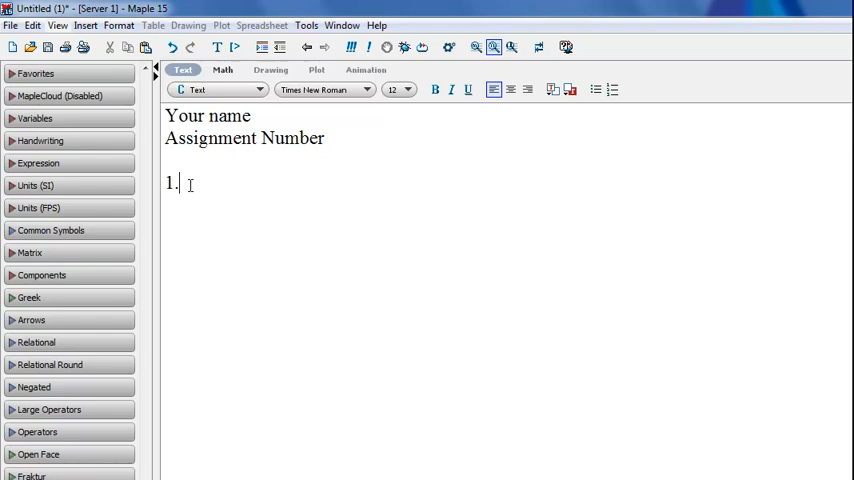 Untitled (1)* - [Server 1] - Maple 15
File Edit View Insert Format Table Drawing Plot Spreadsheet Tools Window Help
Text Math Drawing Plot Animation
C Text Times New Roman 12 B I U
Favorites
MapleCloud (Disabled)
Variables
Handwriting
Expression
Units (SI)
Units (FPS)
Common Symbols
Matrix
Components
Greek
Arrows
Relational
Relational Round
Negated
Large Operators
Operators
Open Face
Fraktur
Your name
Assignment Number
1.